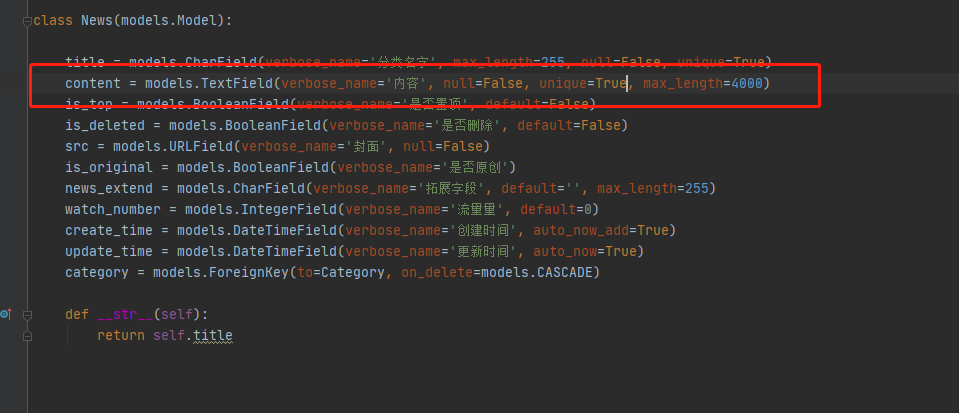 class News(models.Model):
title = models.CharField(verbose_name='分类名字', max_length=255, null=False, unique=True)
content = models.TextField(verbose_name='内容', null=False, unique=True, max_length=4000)
is_top = models.BooleanField(verbose_name='是否置顶', default=False)
is_deleted = models.BooleanField(verbose_name='是否删除', default=False)
src = models.URLField(verbose_name='封面', null=False)
is_original = models.BooleanField(verbose_name='是否原创')
news_extend = models.CharField(verbose_name='拓展字段', default='', max_length=255)
watch_number = models.IntegerField(verbose_name='流量量', default=0)
create_time = models.DateTimeField(verbose_name='创建时间', auto_now_add=True)
update_time = models.DateTimeField(verbose_name='更新时间', auto_now=True)
category = models.ForeignKey(to=Category, on_delete=models.CASCADE)
def __str__(self):
return self.title